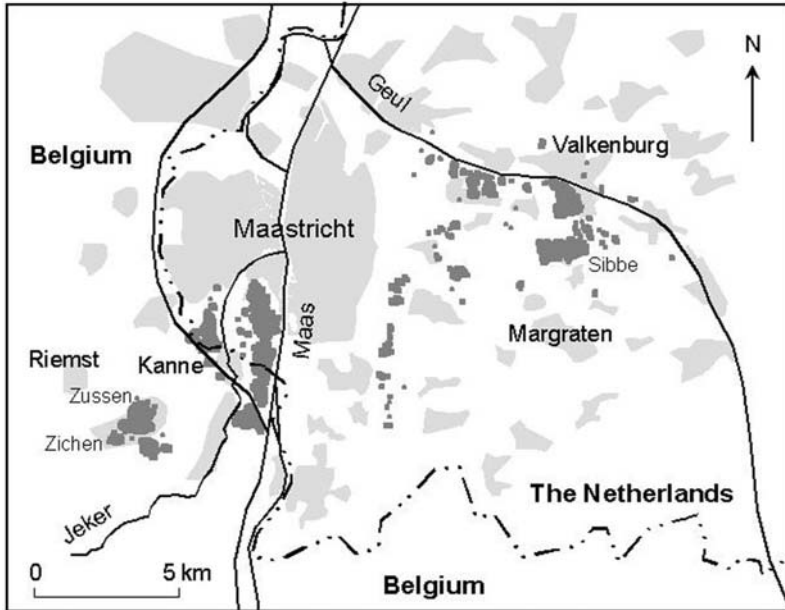 N
Geul
Belgium
Valkenburg
Maastricht
Sibbe
Maas
Margraten
Riemst
Kanne
Zussen
Zichen
The Netherlands
Jeker
0 5 km
Belgium